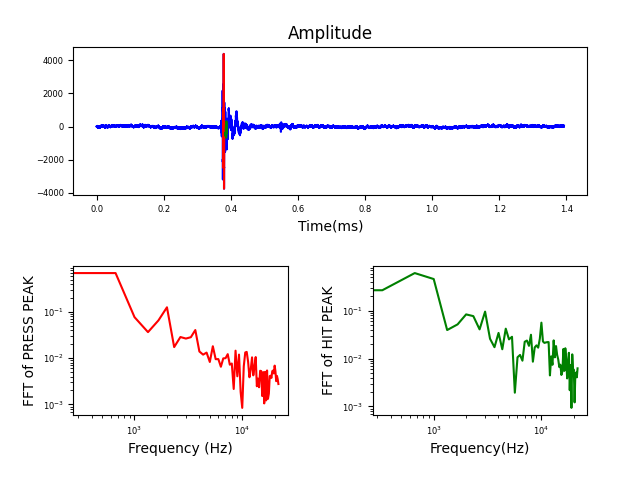 Amplitude
4000
2000
0
−2000
−4000
0.0 0.2 0.4 0.6 0.8 1.0 1.2 1.4
Time(ms)
FFT of PRESS PEAK
10⁻¹
10⁻²
10⁻³
10³ 10⁴
Frequency (Hz)
FFT of HIT PEAK
10⁻¹
10⁻²
10⁻³
10³ 10⁴
Frequency(Hz)